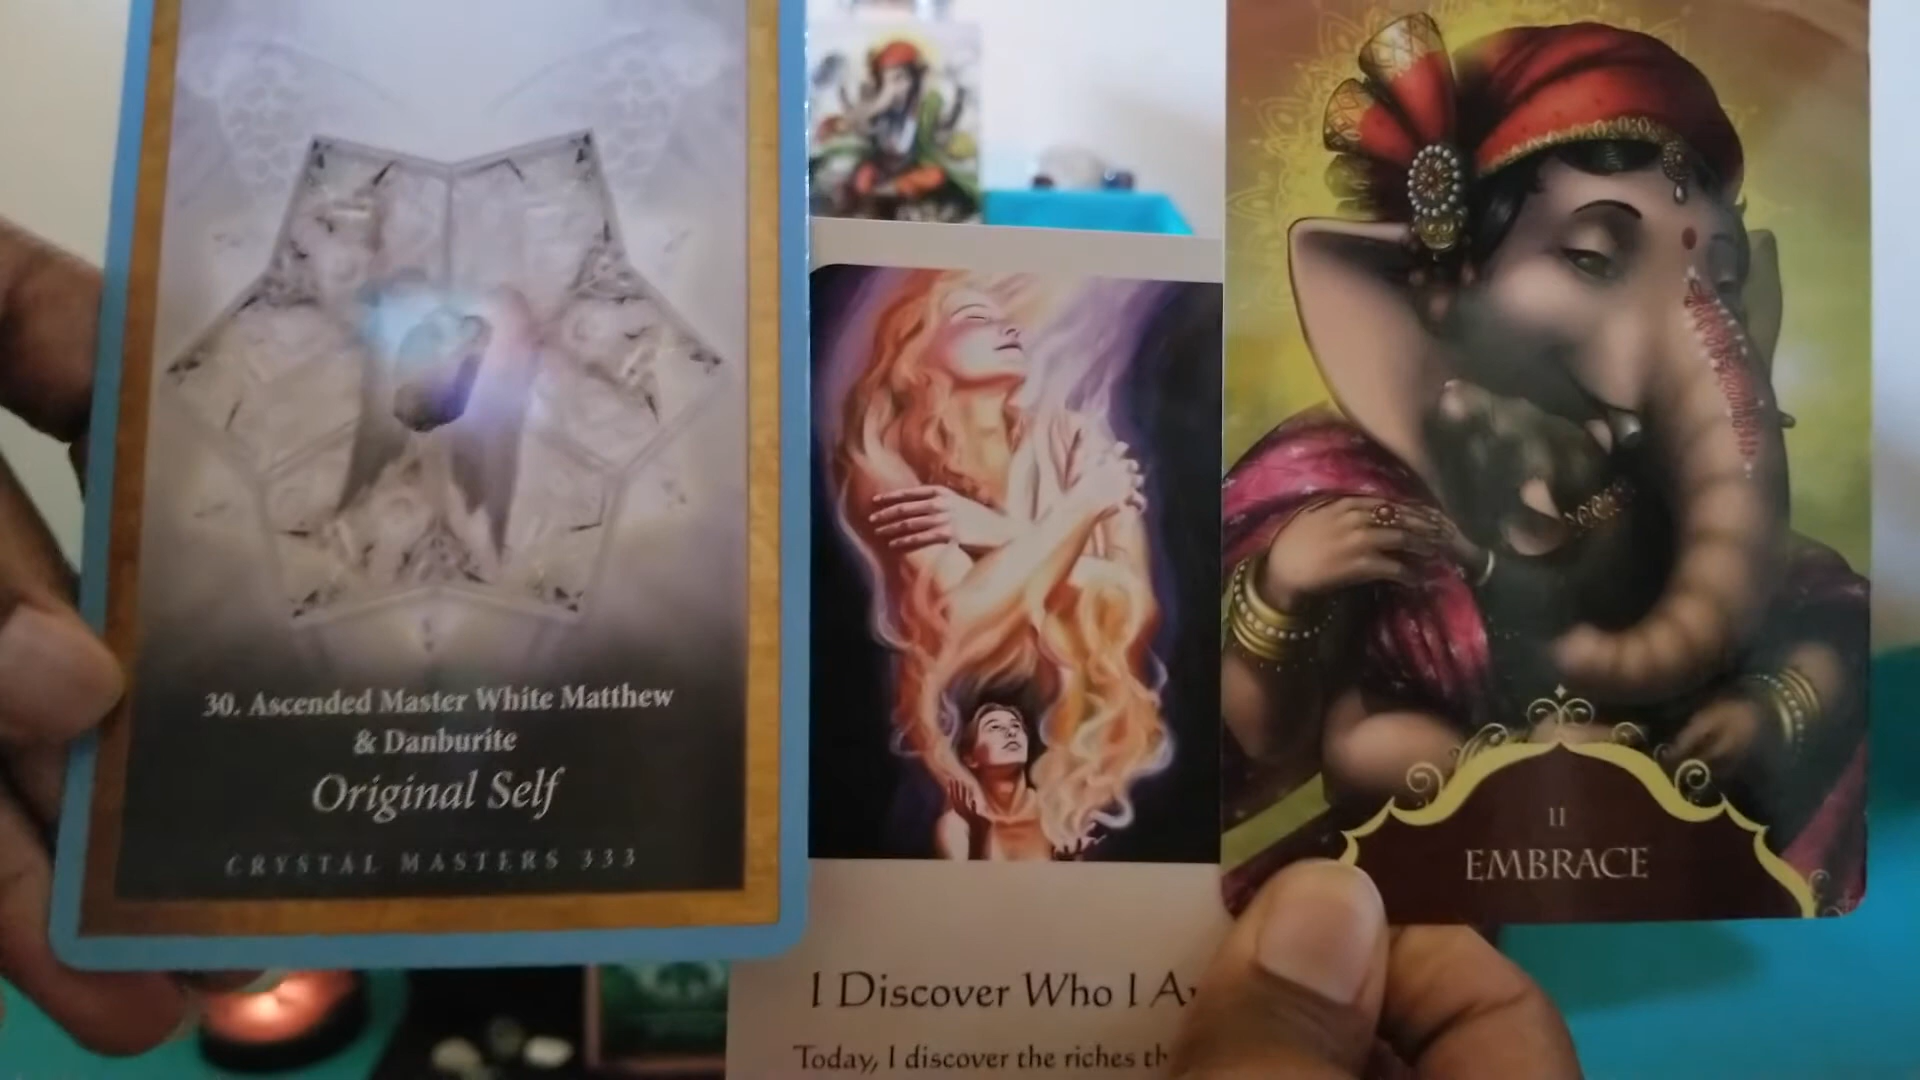 30. Ascended Master White Matthew
& Danburite
Original Self
CRYSTAL MASTERS 333
I Discover Who I
Today, I discover the riches
11
EMBRACE